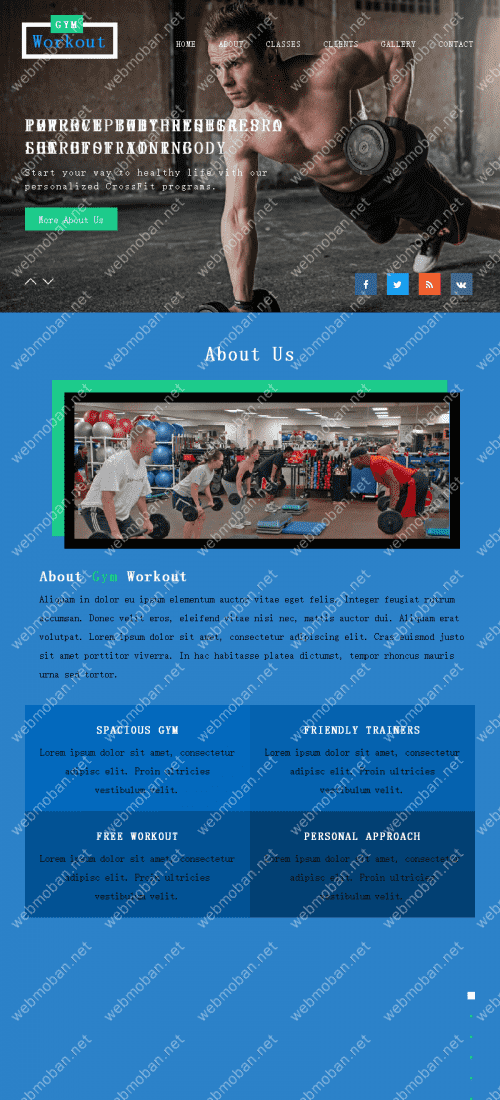 GYM
Workout
HOME ABOUT CLASSES CLIENTS GALLERY CONTACT
Start your way to healthy life with our
personalized CrossFit programs.
More About Us
About Us
About Gym Workout
Aliquam in dolor eu ipsum elementum auctor vitae eget felis. Integer feugiat rutrum
accumsan. Donec velit eros, eleifend vitae nisi nec, mattis auctor dui. Aliquam erat
volutpat. Lorem ipsum dolor sit amet, consectetur adipiscing elit. Cras euismod justo
sit amet porttitor viverra. In hac habitasse platea dictumst, tempor rhoncus mauris
urna sed tortor.
SPACIOUS GYM
Lorem ipsum dolor sit amet, consectetur
adipisc elit. Proin ultricies
vestibulum velit.
FRIENDLY TRAINERS
Lorem ipsum dolor sit amet, consectetur
adipisc elit. Proin ultricies
vestibulum velit.
FREE WORKOUT
Lorem ipsum dolor sit amet, consectetur
adipisc elit. Proin ultricies
vestibulum velit.
PERSONAL APPROACH
Lorem ipsum dolor sit amet, consectetur
adipisc elit. Proin ultricies
vestibulum velit.
webmoban.net